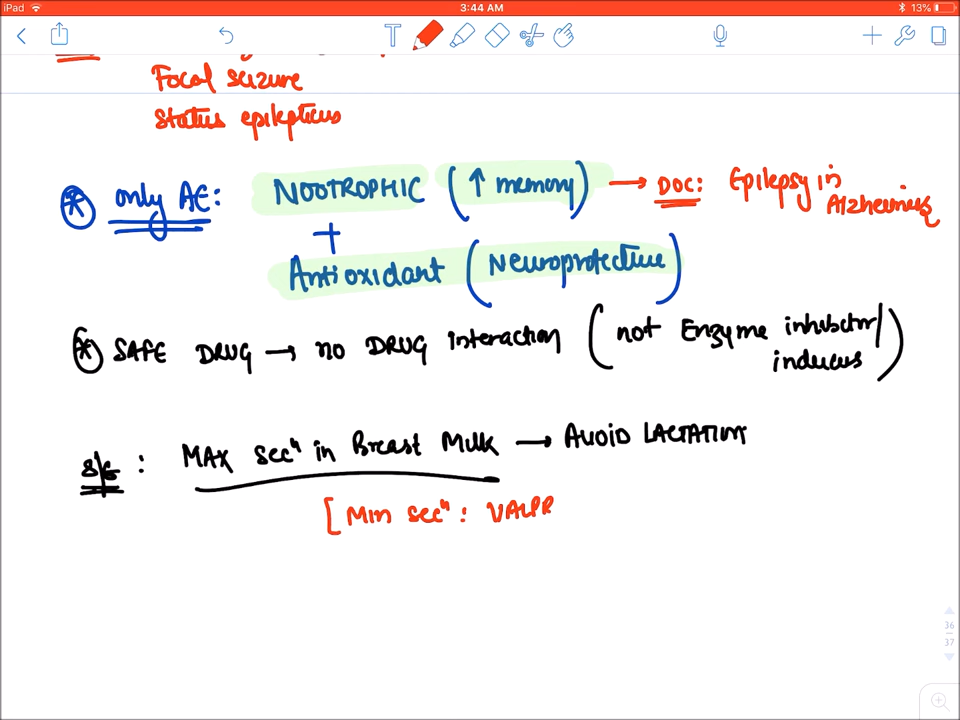 iPad
3:44 AM
13%
T
Focal seizure
Status epilepticus
* only AE: NOOTROPHIC (↑ memory) → DOC: Epilepsy in
Alzheimers
+
Antioxidant (Neuroprotective)
* SAFE DRUG → no DRUG interaction (not Enzyme inhibitor/
inducers)
S/E : MAX secⁿ in Breast Milk → AVOID LACTATION
[Min secⁿ : VALPR
36
37